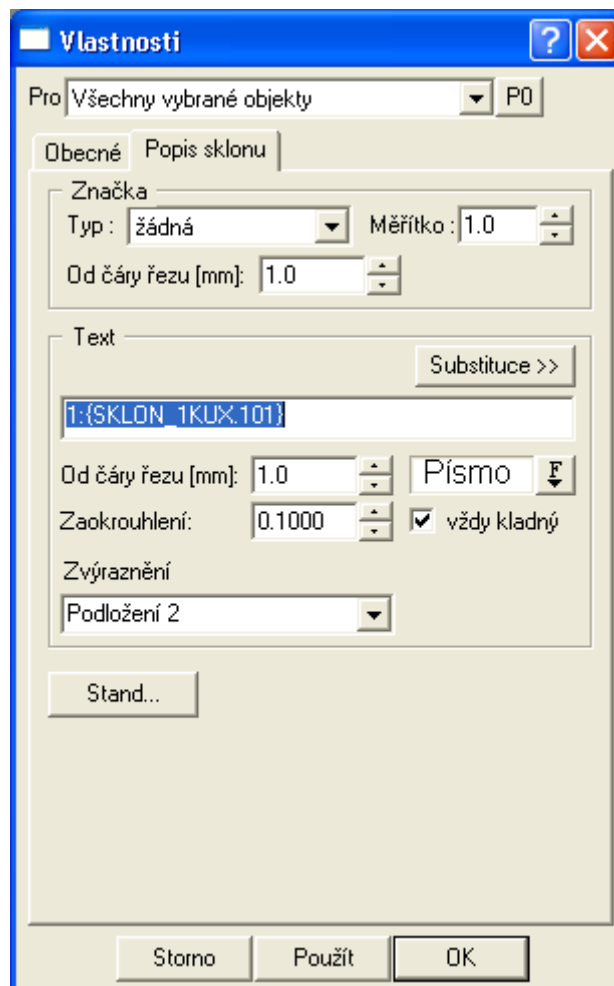 Vlastnosti
Pro Všechny vybrané objekty P0
Obecné Popis sklonu
Značka
Typ : žádná Měřítko : 1.0
Od čáry řezu [mm]: 1.0
Text
Substituce >>
1:{SKLON_1KUX.101}
Od čáry řezu [mm]: 1.0 Písmo F
Zaokrouhlení: 0.1000 vždy kladný
Zvýraznění
Podložení 2
Stand...
Storno Použít OK